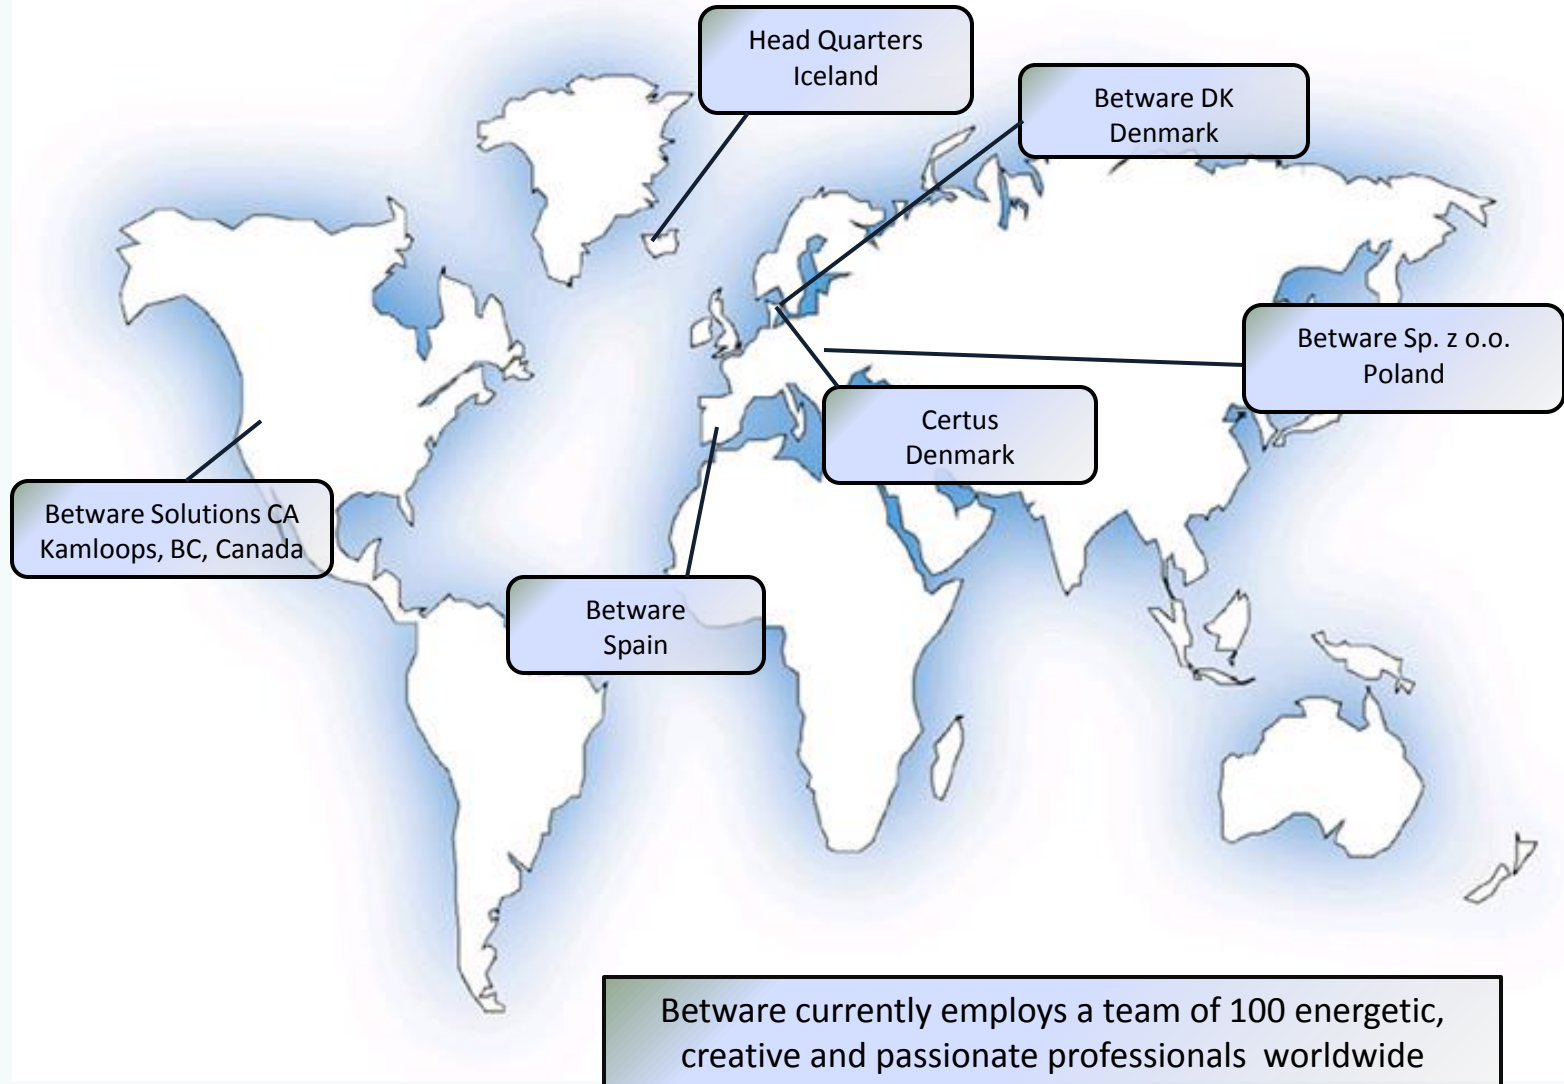 Head Quarters
Iceland
Betware DK
Denmark
Betware Sp. z o.o.
Poland
Certus
Denmark
Betware Solutions CA
Kamloops, BC, Canada
Betware
Spain
Betware currently employs a team of 100 energetic,
creative and passionate professionals worldwide